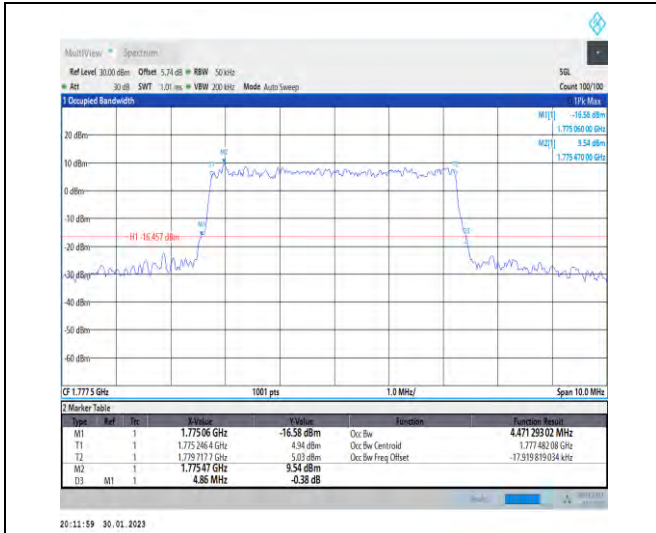 MultiView Spectrum
Ref Level 30.00 dBm Offset 5.74 dB RBW 50 kHz SGL
Att 30 dB SWT 1.01 ms VBW 200 kHz Mode Auto Sweep Count 100/100
1 Occupied Bandwidth 1Pk Max
M1[1] -16.58 dBm
1.775 060 00 GHz
M2[1] 9.54 dBm
1.775 470 00 GHz
20 dBm
M2
10 dBm
0 dBm
-10 dBm
M1
H1 -16.457 dBm
D3
-20 dBm
-30 dBm
-40 dBm
-50 dBm
-60 dBm
CF 1.777 5 GHz 1001 pts 1.0 MHz/ Span 10.0 MHz
2 Marker Table
Type Ref Trc X-Value Y-Value Function Function Result
M1 1 1.775 06 GHz -16.58 dBm Occ Bw 4.471 293 02 MHz
T1 1 1.775 246 4 GHz 4.94 dBm Occ Bw Centroid 1.777 482 08 GHz
T2 1 1.779 717 7 GHz 5.03 dBm Occ Bw Freq Offset -17.919 819 034 kHz
M2 1 1.775 47 GHz 9.54 dBm
D3 M1 1 4.86 MHz -0.38 dB
20:11:59 30.01.2023